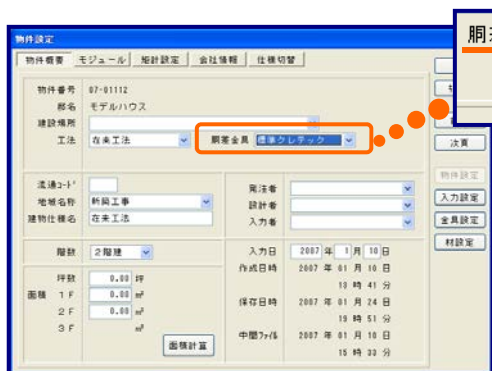 物件設定
物件概要 モジュール 矩計設定 会社情報 仕様切替
胴差
物件番号 07-01112
邸名 モデルハウス
建設場所
工法 在来工法 胴差金具 標準クレテック
次頁
流通コード
地域名称 新築工事
建物仕様名 在来工法
発注者
設計者
入力者
物件設定
入力設定
金具設定
材設定
階数 2階建
入力日 2007 年 1 月 10 日
作成日時 2007 年 01 月 10 日
13 時 41 分
坪数 0.00 坪
面積 1F 0.00 m²
2F 0.00 m²
3F m²
面積計算
保存日時 2007 年 01 月 24 日
19 時 51 分
中間ファイル 2007 年 01 月 10 日
15 時 33 分